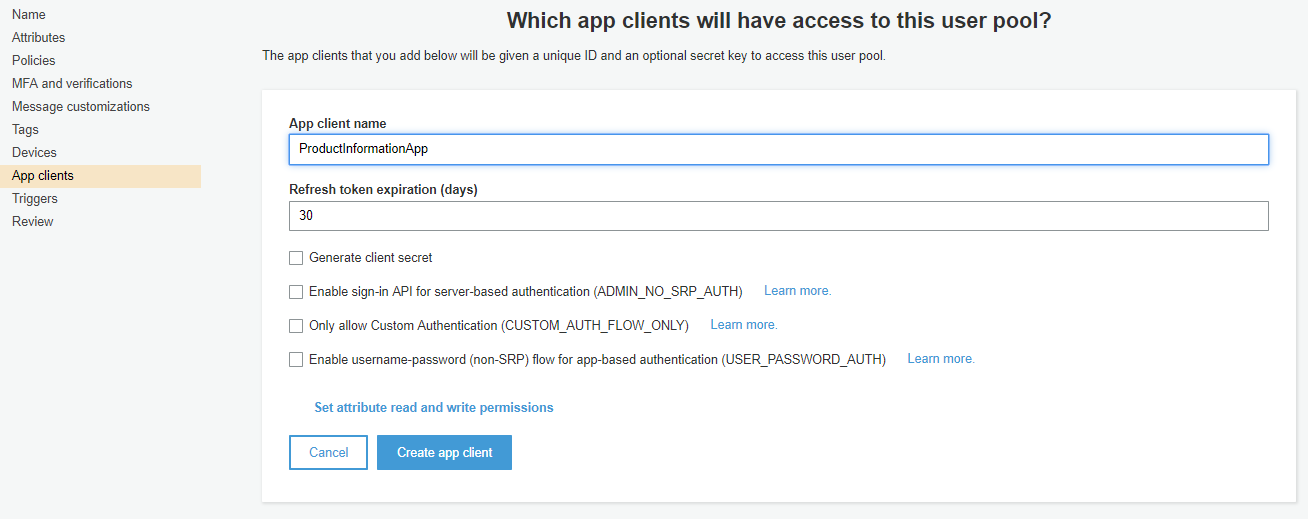 Name
Attributes
Policies
MFA and verifications
Message customizations
Tags
Devices
App clients
Triggers
Review
Which app clients will have access to this user pool?
The app clients that you add below will be given a unique ID and an optional secret key to access this user pool.
App client name
ProductInformationApp
Refresh token expiration (days)
30
Generate client secret
Enable sign-in API for server-based authentication (ADMIN_NO_SRP_AUTH) Learn more.
Only allow Custom Authentication (CUSTOM_AUTH_FLOW_ONLY) Learn more.
Enable username-password (non-SRP) flow for app-based authentication (USER_PASSWORD_AUTH) Learn more.
Set attribute read and write permissions
Cancel Create app client